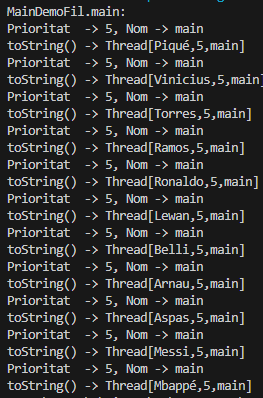 MainDemoFil.main:
Prioritat  -> 5, Nom -> main
toString() -> Thread[Piqué,5,main]
Prioritat  -> 5, Nom -> main
toString() -> Thread[Vinicius,5,main]
Prioritat  -> 5, Nom -> main
toString() -> Thread[Torres,5,main]
Prioritat  -> 5, Nom -> main
toString() -> Thread[Ramos,5,main]
Prioritat  -> 5, Nom -> main
toString() -> Thread[Ronaldo,5,main]
Prioritat  -> 5, Nom -> main
toString() -> Thread[Lewan,5,main]
Prioritat  -> 5, Nom -> main
toString() -> Thread[Belli,5,main]
Prioritat  -> 5, Nom -> main
toString() -> Thread[Arnau,5,main]
Prioritat  -> 5, Nom -> main
toString() -> Thread[Aspas,5,main]
Prioritat  -> 5, Nom -> main
toString() -> Thread[Messi,5,main]
Prioritat  -> 5, Nom -> main
toString() -> Thread[Mbappé,5,main]